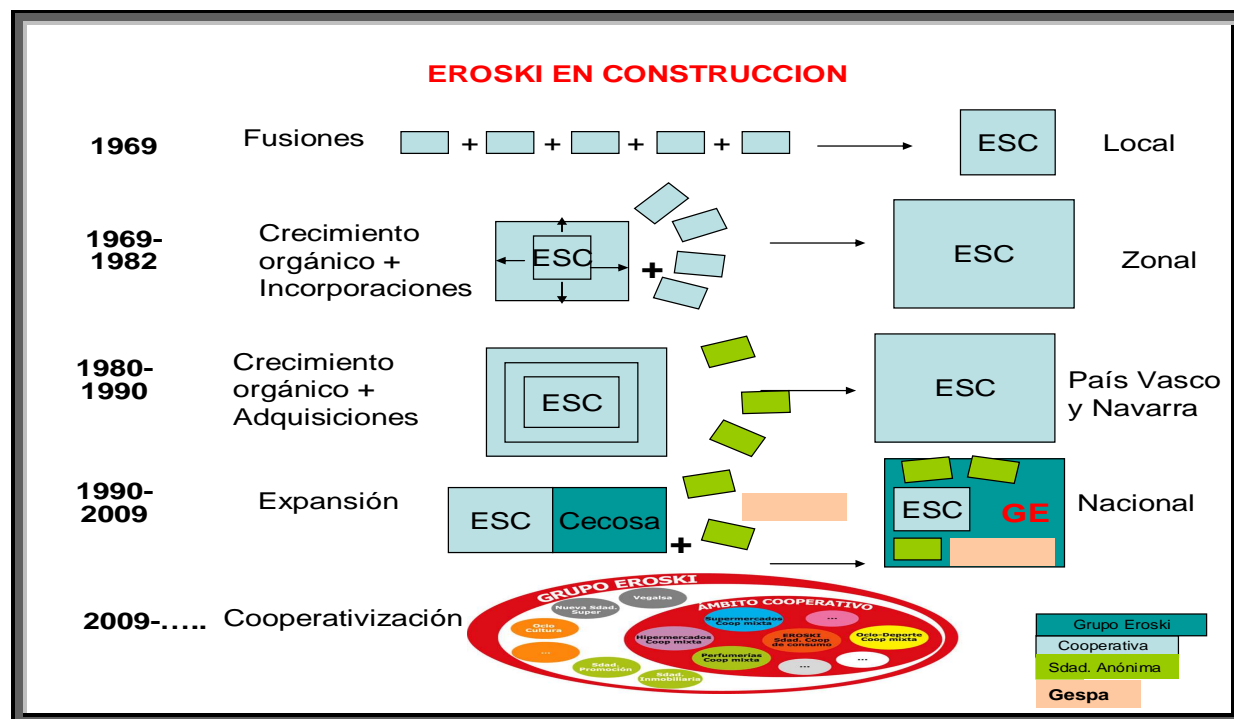 EROSKI EN CONSTRUCCION
1969
Fusiones
+ + + +
ESC
Local
1969-
1982
Crecimiento
orgánico +
Incorporaciones
ESC
+
ESC
Zonal
1980-
1990
Crecimiento
orgánico +
Adquisiciones
ESC
ESC
País Vasco
y Navarra
1990-
2009
Expansión
ESC
Cecosa
+
ESC
GE
Nacional
2009-.....
Cooperativización
GRUPO EROSKI
Vegalsa
Nueva Sdad.
Super
Ocio
Cultura
...
Sdad.
Promoción
Sdad.
Inmobiliaria
ÁMBITO COOPERATIVO
Supermercados
Coop mixta
...
Hipermercados
Coop mixta
EROSKI
Sdad. Coop
de consumo
Ocio-Deporte
Coop mixta
Perfumerías
Coop mixta
...
...
Grupo Eroski
Cooperativa
Sdad. Anónima
Gespa